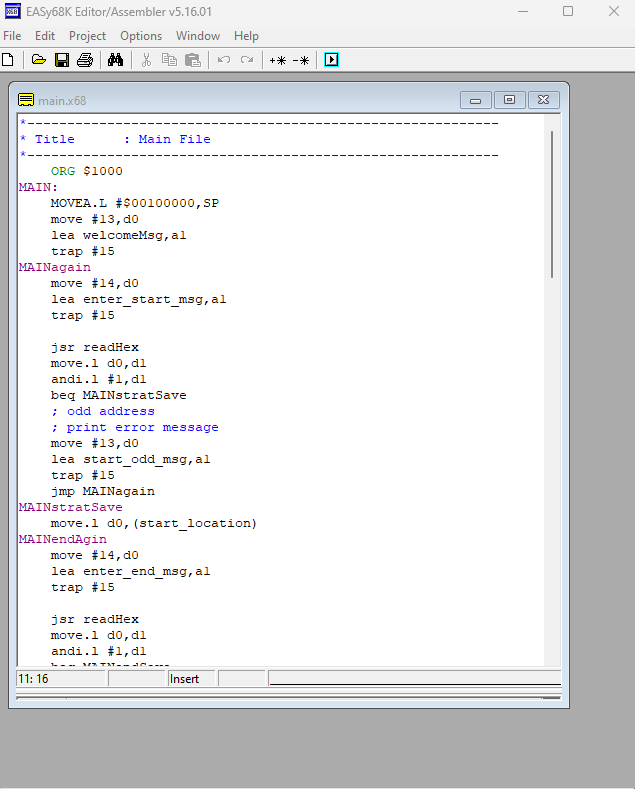 EASy68K Editor/Assembler v5.16.01
File Edit Project Options Window Help
main.x68
*------------------------------------------------------------
* Title      : Main File
*------------------------------------------------------------
    ORG $1000
MAIN:
    MOVEA.L #$00100000,SP
    move #13,d0
    lea welcomeMsg,a1
    trap #15
MAINagain
    move #14,d0
    lea enter_start_msg,a1
    trap #15
    jsr readHex
    move.l d0,d1
    andi.l #1,d1
    beq MAINstratSave
    ; odd address
    ; print error message
    move #13,d0
    lea start_odd_msg,a1
    trap #15
    jmp MAINagain
MAINstratSave
    move.l d0,(start_location)
MAINendAgin
    move #14,d0
    lea enter_end_msg,a1
    trap #15
    jsr readHex
    move.l d0,d1
    andi.l #1,d1
    beq MAINendSave
11: 16 Insert